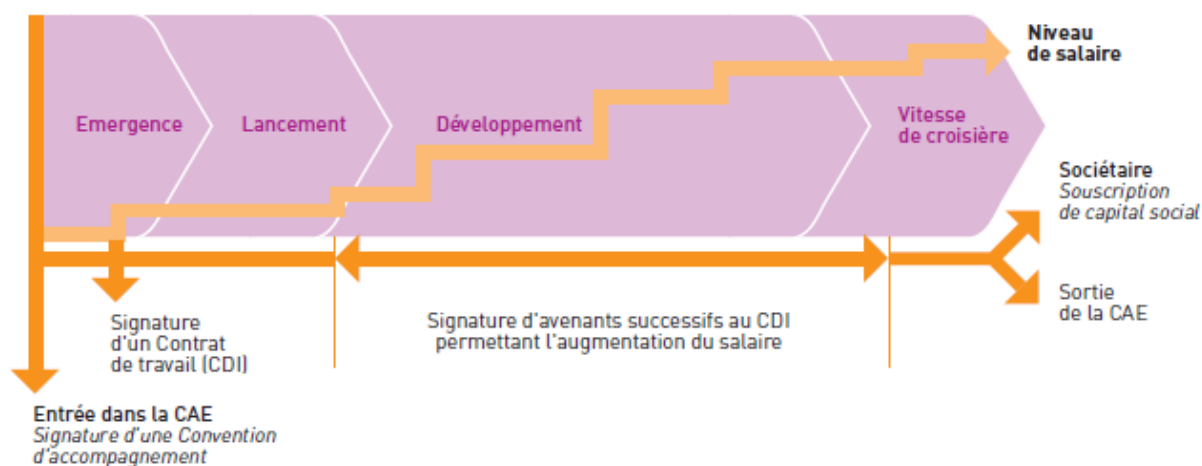 Niveau
de salaire
Emergence
Lancement
Développement
Vitesse
de croisière
Sociétaire
Souscription
de capital social
Sortie
de la CAE
Signature
d'un Contrat
de travail (CDI)
Signature d'avenants successifs au CDI
permettant l'augmentation du salaire
Entrée dans la CAE
Signature d'une Convention
d'accompagnement